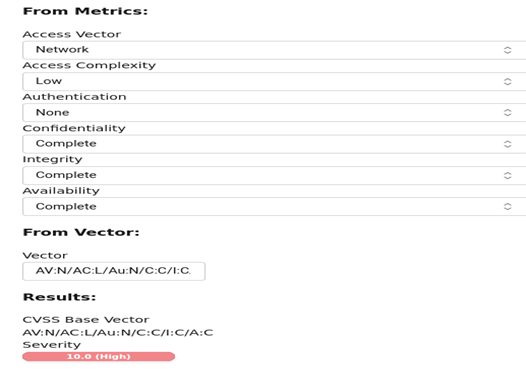 From Metrics:
Access Vector
Network
Access Complexity
Low
Authentication
None
Confidentiality
Complete
Integrity
Complete
Availability
Complete
From Vector:
Vector
AV:N/AC:L/Au:N/C:C/I:C.
Results:
CVSS Base Vector
AV:N/AC:L/Au:N/C:C/I:C/A:C
Severity
10.0 (High)